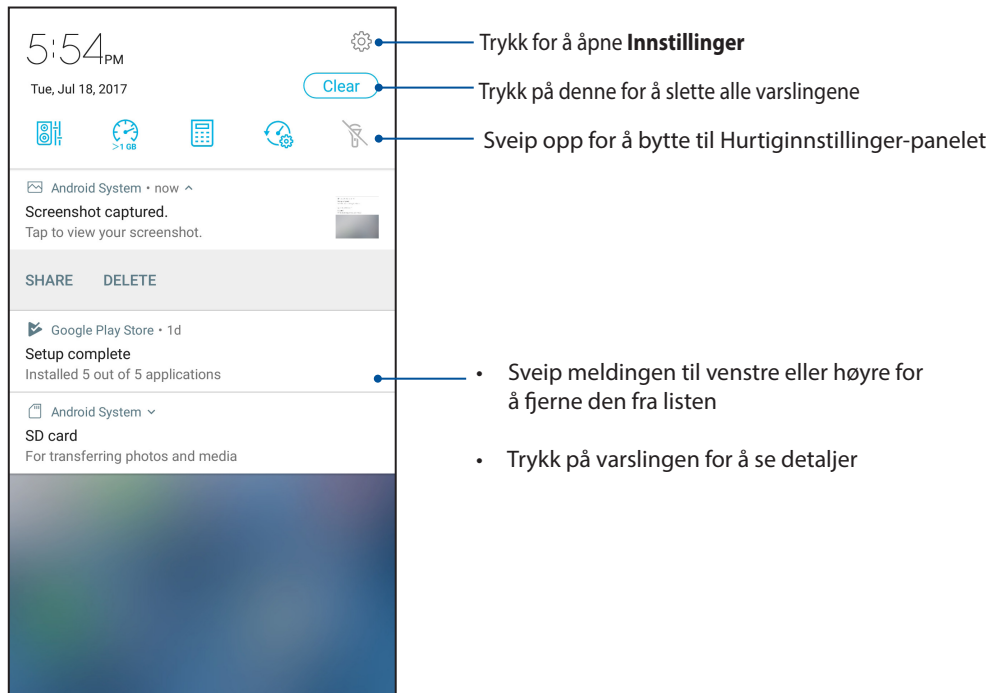 5:54 PM
Trykk for å åpne Innstillinger
Tue, Jul 18, 2017
Clear
Trykk på denne for å slette alle varslingene
>1 GB
Sveip opp for å bytte til Hurtiginnstillinger-panelet
Android System • now
Screenshot captured.
Tap to view your screenshot.
SHARE DELETE
Google Play Store • 1d
Setup complete
Installed 5 out of 5 applications
• Sveip meldingen til venstre eller høyre for
å fjerne den fra listen
Android System
SD card
For transferring photos and media
• Trykk på varslingen for å se detaljer